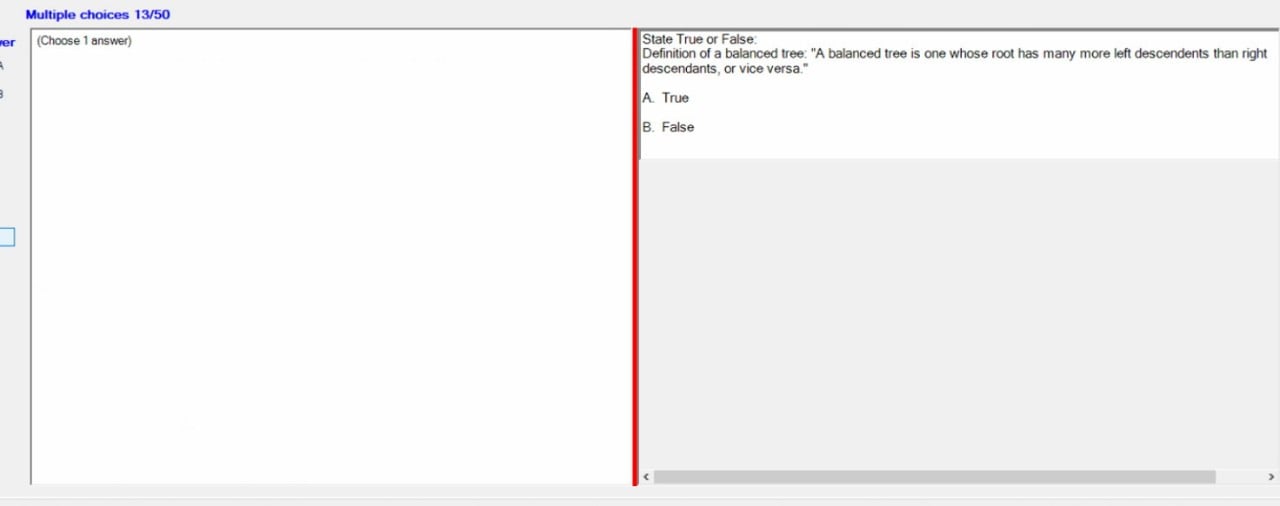 Multiple choices 13/50
(Choose 1 answer)
A
B
State True or False:
Definition of a balanced tree: "A balanced tree is one whose root has many more left descendents than right
descendants, or vice versa."
A. True
B. False